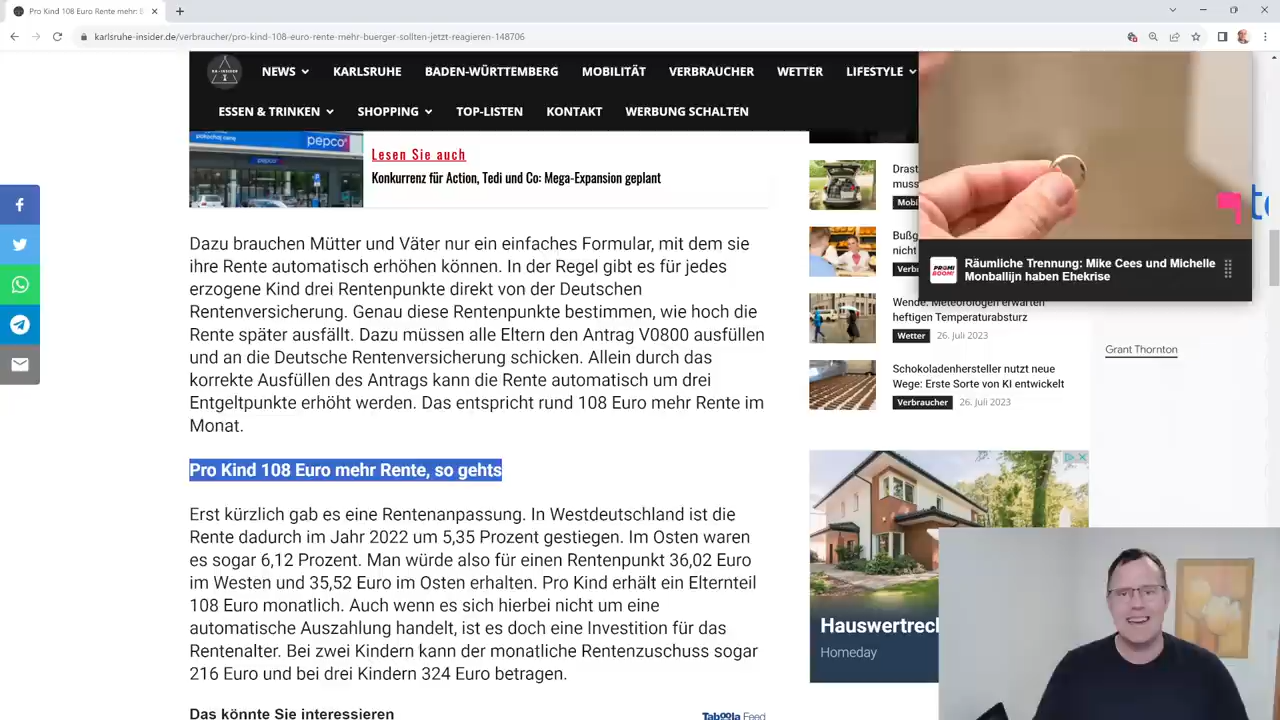 Pro Kind 108 Euro Rente mehr:
karlsruhe-insider.de/verbraucher/pro-kind-108-euro-rente-mehr-buerger-sollten-jetzt-reagieren-148706
NEWS
KARLSRUHE
BADEN-WÜRTTEMBERG
MOBILITÄT
VERBRAUCHER
WETTER
LIFESTYLE
ESSEN & TRINKEN
SHOPPING
TOP-LISTEN
KONTAKT
WERBUNG SCHALTEN
pepco
Lesen Sie auch
Konkurrenz für Action, Tedi und Co: Mega-Expansion geplant
Dazu brauchen Mütter und Väter nur ein einfaches Formular, mit dem sie
ihre Rente automatisch erhöhen können. In der Regel gibt es für jedes
erzogene Kind drei Rentenpunkte direkt von der Deutschen
Rentenversicherung. Genau diese Rentenpunkte bestimmen, wie hoch die
Rente später ausfällt. Dazu müssen alle Eltern den Antrag V0800 ausfüllen
und an die Deutsche Rentenversicherung schicken. Allein durch das
korrekte Ausfüllen des Antrags kann die Rente automatisch um drei
Entgeltpunkte erhöht werden. Das entspricht rund 108 Euro mehr Rente im
Monat.
Pro Kind 108 Euro mehr Rente, so gehts
Erst kürzlich gab es eine Rentenanpassung. In Westdeutschland ist die
Rente dadurch im Jahr 2022 um 5,35 Prozent gestiegen. Im Osten waren
es sogar 6,12 Prozent. Man würde also für einen Rentenpunkt 36,02 Euro
im Westen und 35,52 Euro im Osten erhalten. Pro Kind erhält ein Elternteil
108 Euro monatlich. Auch wenn es sich hierbei nicht um eine
automatische Auszahlung handelt, ist es doch eine Investition für das
Rentenalter. Bei zwei Kindern kann der monatliche Rentenzuschuss sogar
216 Euro und bei drei Kindern 324 Euro betragen.
Das könnte Sie interessieren
Taboola Feed
Drast
muss
Mobi
Bußg
nicht
Verb
Wende: Meteorologen erwarten
heftigen Temperaturabsturz
Wetter 26. Juli 2023
Schokoladenhersteller nutzt neue
Wege: Erste Sorte von KI entwickelt
Verbraucher 26. Juli 2023
PROMI
BOOM!
Räumliche Trennung: Mike Cees und Michelle
Monballijn haben Ehekrise
Grant Thornton
Hauswertrecl
Homeday